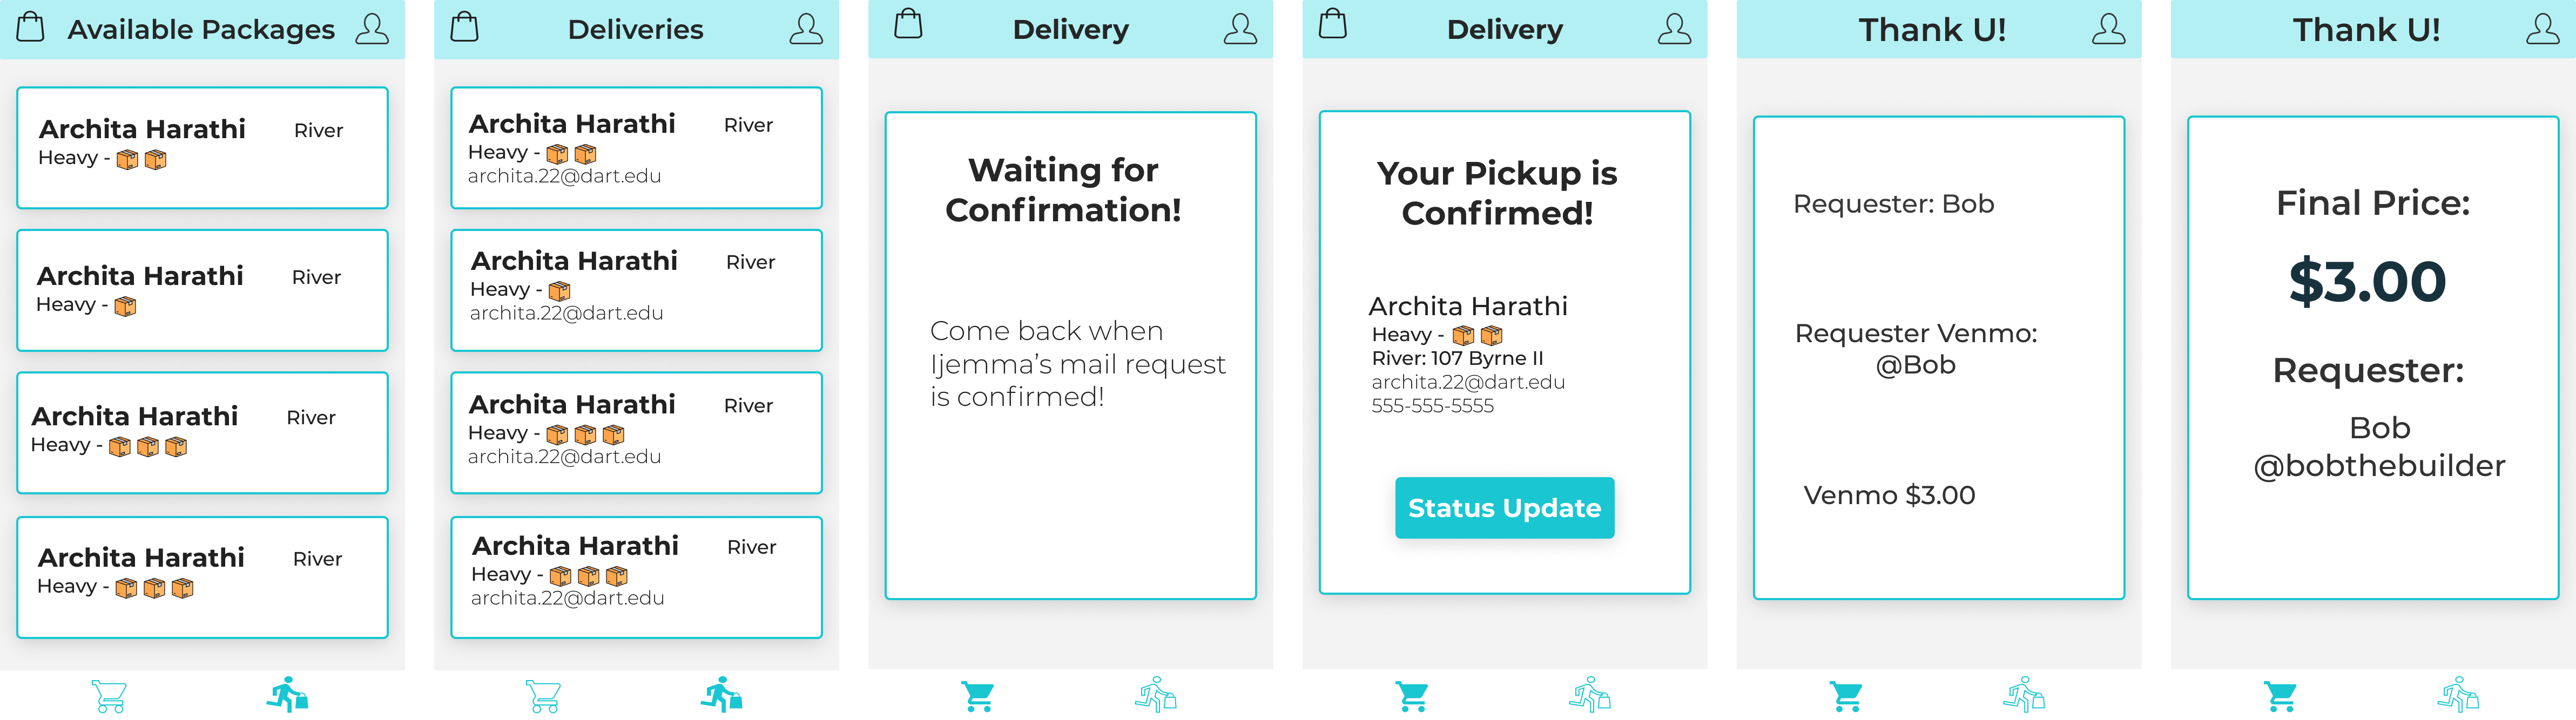 Available Packages
Archita Harathi
River
Heavy -
Archita Harathi
River
Heavy -
Archita Harathi
River
Heavy -
Archita Harathi
River
Heavy -
Deliveries
Archita Harathi
River
Heavy -
archita.22@dart.edu
Archita Harathi
River
Heavy -
archita.22@dart.edu
Archita Harathi
River
Heavy -
archita.22@dart.edu
Archita Harathi
River
Heavy -
archita.22@dart.edu
Delivery
Waiting for
Confirmation!
Come back when
Ijemma’s mail request
is confirmed!
Delivery
Your Pickup is
Confirmed!
Archita Harathi
Heavy -
River: 107 Byrne II
archita.22@dart.edu
555-555-5555
Status Update
Thank U!
Requester: Bob
Requester Venmo:
@Bob
Venmo $3.00
Thank U!
Final Price:
$3.00
Requester:
Bob
@bobthebuilder